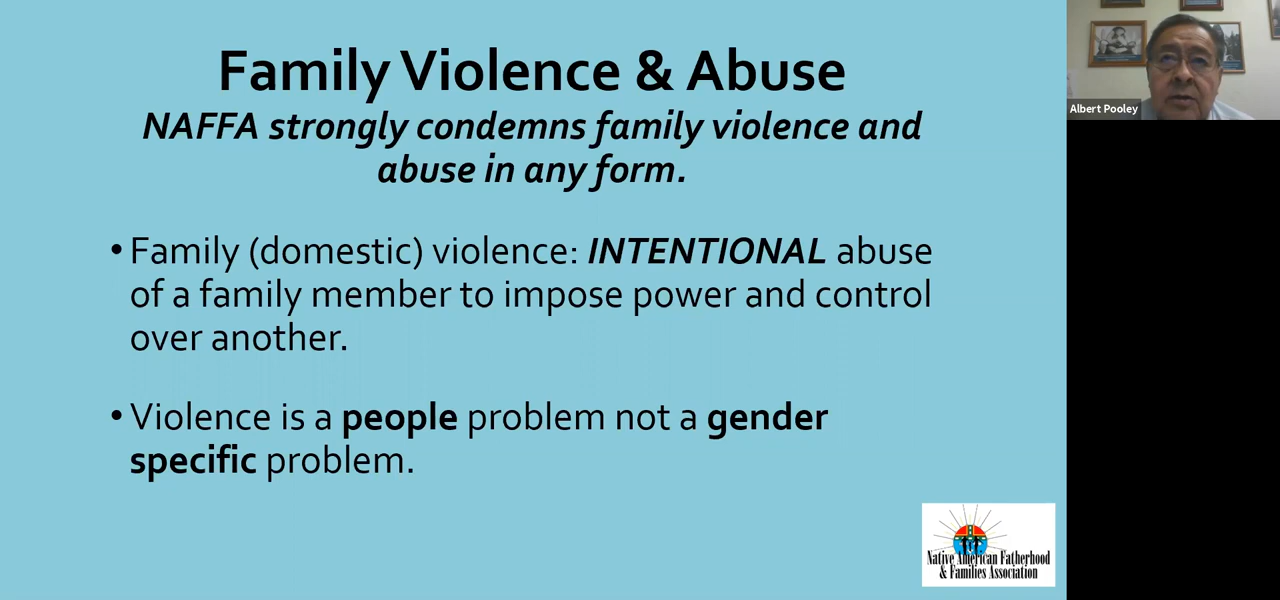 Family Violence & Abuse
NAFFA strongly condemns family violence and
abuse in any form.
• Family (domestic) violence: INTENTIONAL abuse
of a family member to impose power and control
over another.
• Violence is a people problem not a gender
specific problem.
Albert Pooley
Native American Fatherhood
& Families Association